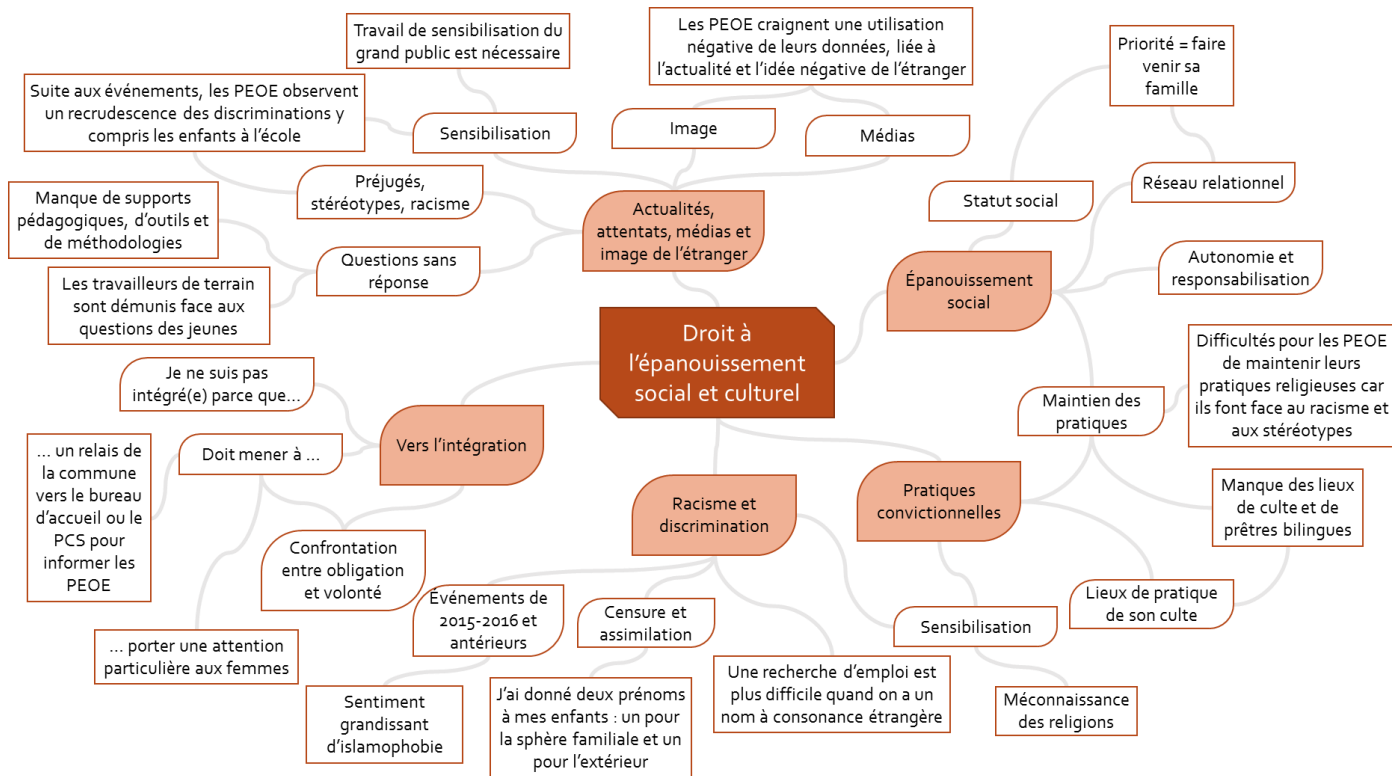 Travail de sensibilisation du
grand public est nécessaire
Les PEOE craignent une utilisation
négative de leurs données, liée à
l'actualité et l'idée négative de l'étranger
Priorité = faire
venir sa
famille
Suite aux événements, les PEOE observent
un recrudescence des discriminations y
compris les enfants à l'école
Sensibilisation
Image
Médias
Préjugés,
stéréotypes, racisme
Statut social
Réseau relationnel
Manque de supports
pédagogiques, d'outils et
de méthodologies
Actualités,
attentats, médias et
image de l'étranger
Questions sans
réponse
Épanouissement
social
Autonomie et
responsabilisation
Les travailleurs de terrain
sont démunis face aux
questions des jeunes
Droit à
l'épanouissement
social et culturel
Difficultés pour les PEOE
de maintenir leurs
pratiques religieuses car
ils font face au racisme et
aux stéréotypes
Je ne suis pas
intégré(e) parce que...
Maintien des
pratiques
Vers l'intégration
Doit mener à ...
... un relais de
la commune
vers le bureau
d'accueil ou le
PCS pour
informer les
PEOE
Racisme et
discrimination
Pratiques
convictionnelles
Manque des lieux
de culte et de
prêtres bilingues
Confrontation
entre obligation
et volonté
Événements de
2015-2016 et
antérieurs
Censure et
assimilation
Sensibilisation
Lieux de pratique
de son culte
... porter une attention
particulière aux femmes
Sentiment
grandissant
d'islamophobie
J'ai donné deux prénoms
à mes enfants : un pour
la sphère familiale et un
pour l'extérieur
Une recherche d'emploi est
plus difficile quand on a un
nom à consonance étrangère
Méconnaissance
des religions